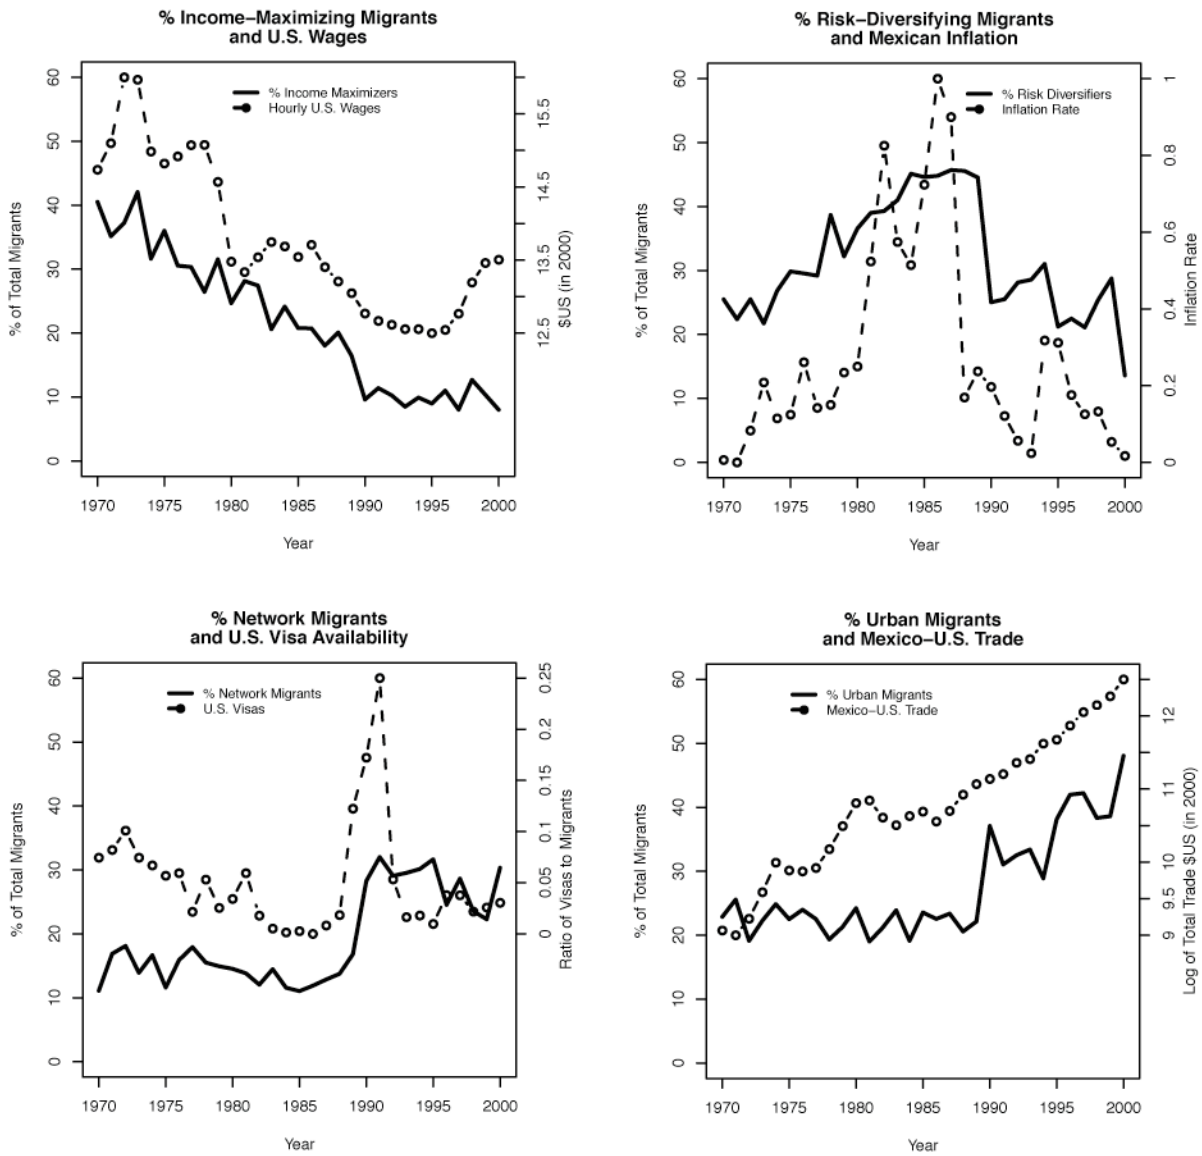 % Income−Maximizing Migrants
and U.S. Wages
% Income Maximizers
Hourly U.S. Wages
% of Total Migrants
0
10
20
30
40
50
60
$US (in 2000)
12.5
13.5
14.5
15.5
1970
1975
1980
1985
1990
1995
2000
Year
% Risk−Diversifying Migrants
and Mexican Inflation
% Risk Diversifiers
Inflation Rate
% of Total Migrants
0
10
20
30
40
50
60
Inflation Rate
0
0.2
0.4
0.6
0.8
1
1970
1975
1980
1985
1990
1995
2000
Year
% Network Migrants
and U.S. Visa Availability
% Network Migrants
U.S. Visas
% of Total Migrants
0
10
20
30
40
50
60
Ratio of Visas to Migrants
0
0.05
0.1
0.15
0.2
0.25
1970
1975
1980
1985
1990
1995
2000
Year
% Urban Migrants
and Mexico−U.S. Trade
% Urban Migrants
Mexico−U.S. Trade
% of Total Migrants
0
10
20
30
40
50
60
Log of Total Trade $US (in 2000)
9
9.5
10
11
12
1970
1975
1980
1985
1990
1995
2000
Year